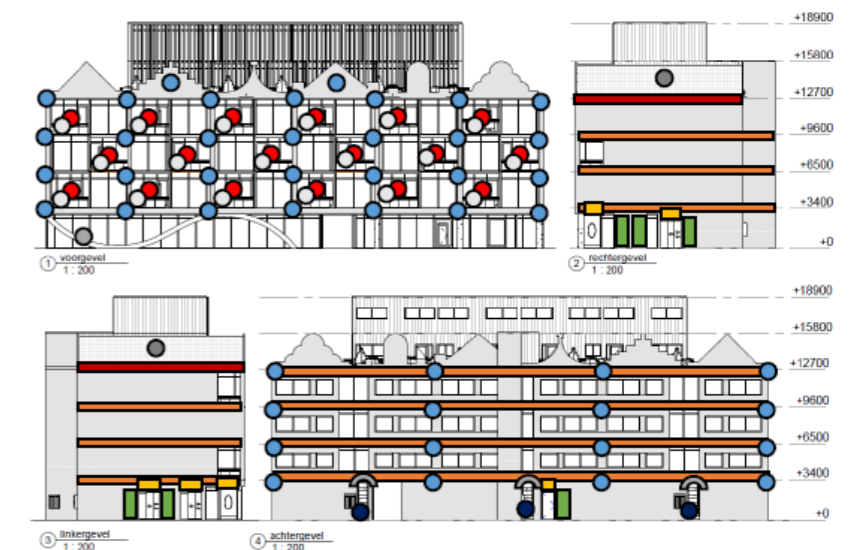 +18900
+15800
+12700
+9600
+6500
+3400
+0
1 voorgevel
1 : 200
2 rechtergevel
1 : 200
+18900
+15800
+12700
+9600
+6500
+3400
+0
3 linkergevel
1 : 200
4 achtergevel
1 : 200